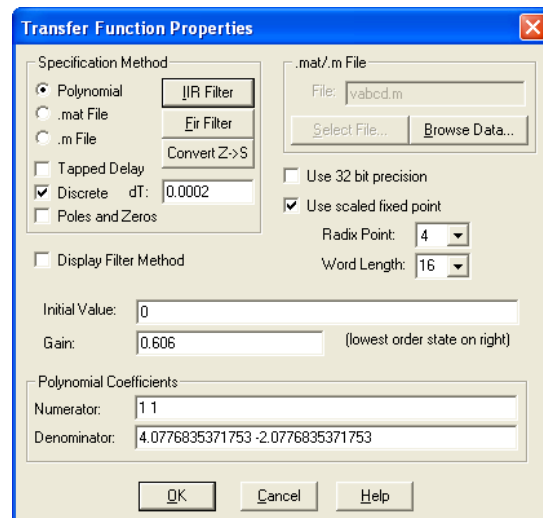 Transfer Function Properties
Specification Method
Polynomial
IIR Filter
.mat File
Fir Filter
.m File
Convert Z->S
Tapped Delay
Discrete dT: 0.0002
Poles and Zeros
Display Filter Method
.mat/.m File
File: vabcd.m
Select File... Browse Data...
Use 32 bit precision
Use scaled fixed point
Radix Point: 4
Word Length: 16
Initial Value: 0
Gain: 0.606 (lowest order state on right)
Polynomial Coefficients
Numerator: 1 1
Denominator: 4.0776835371753 -2.0776835371753
OK Cancel Help